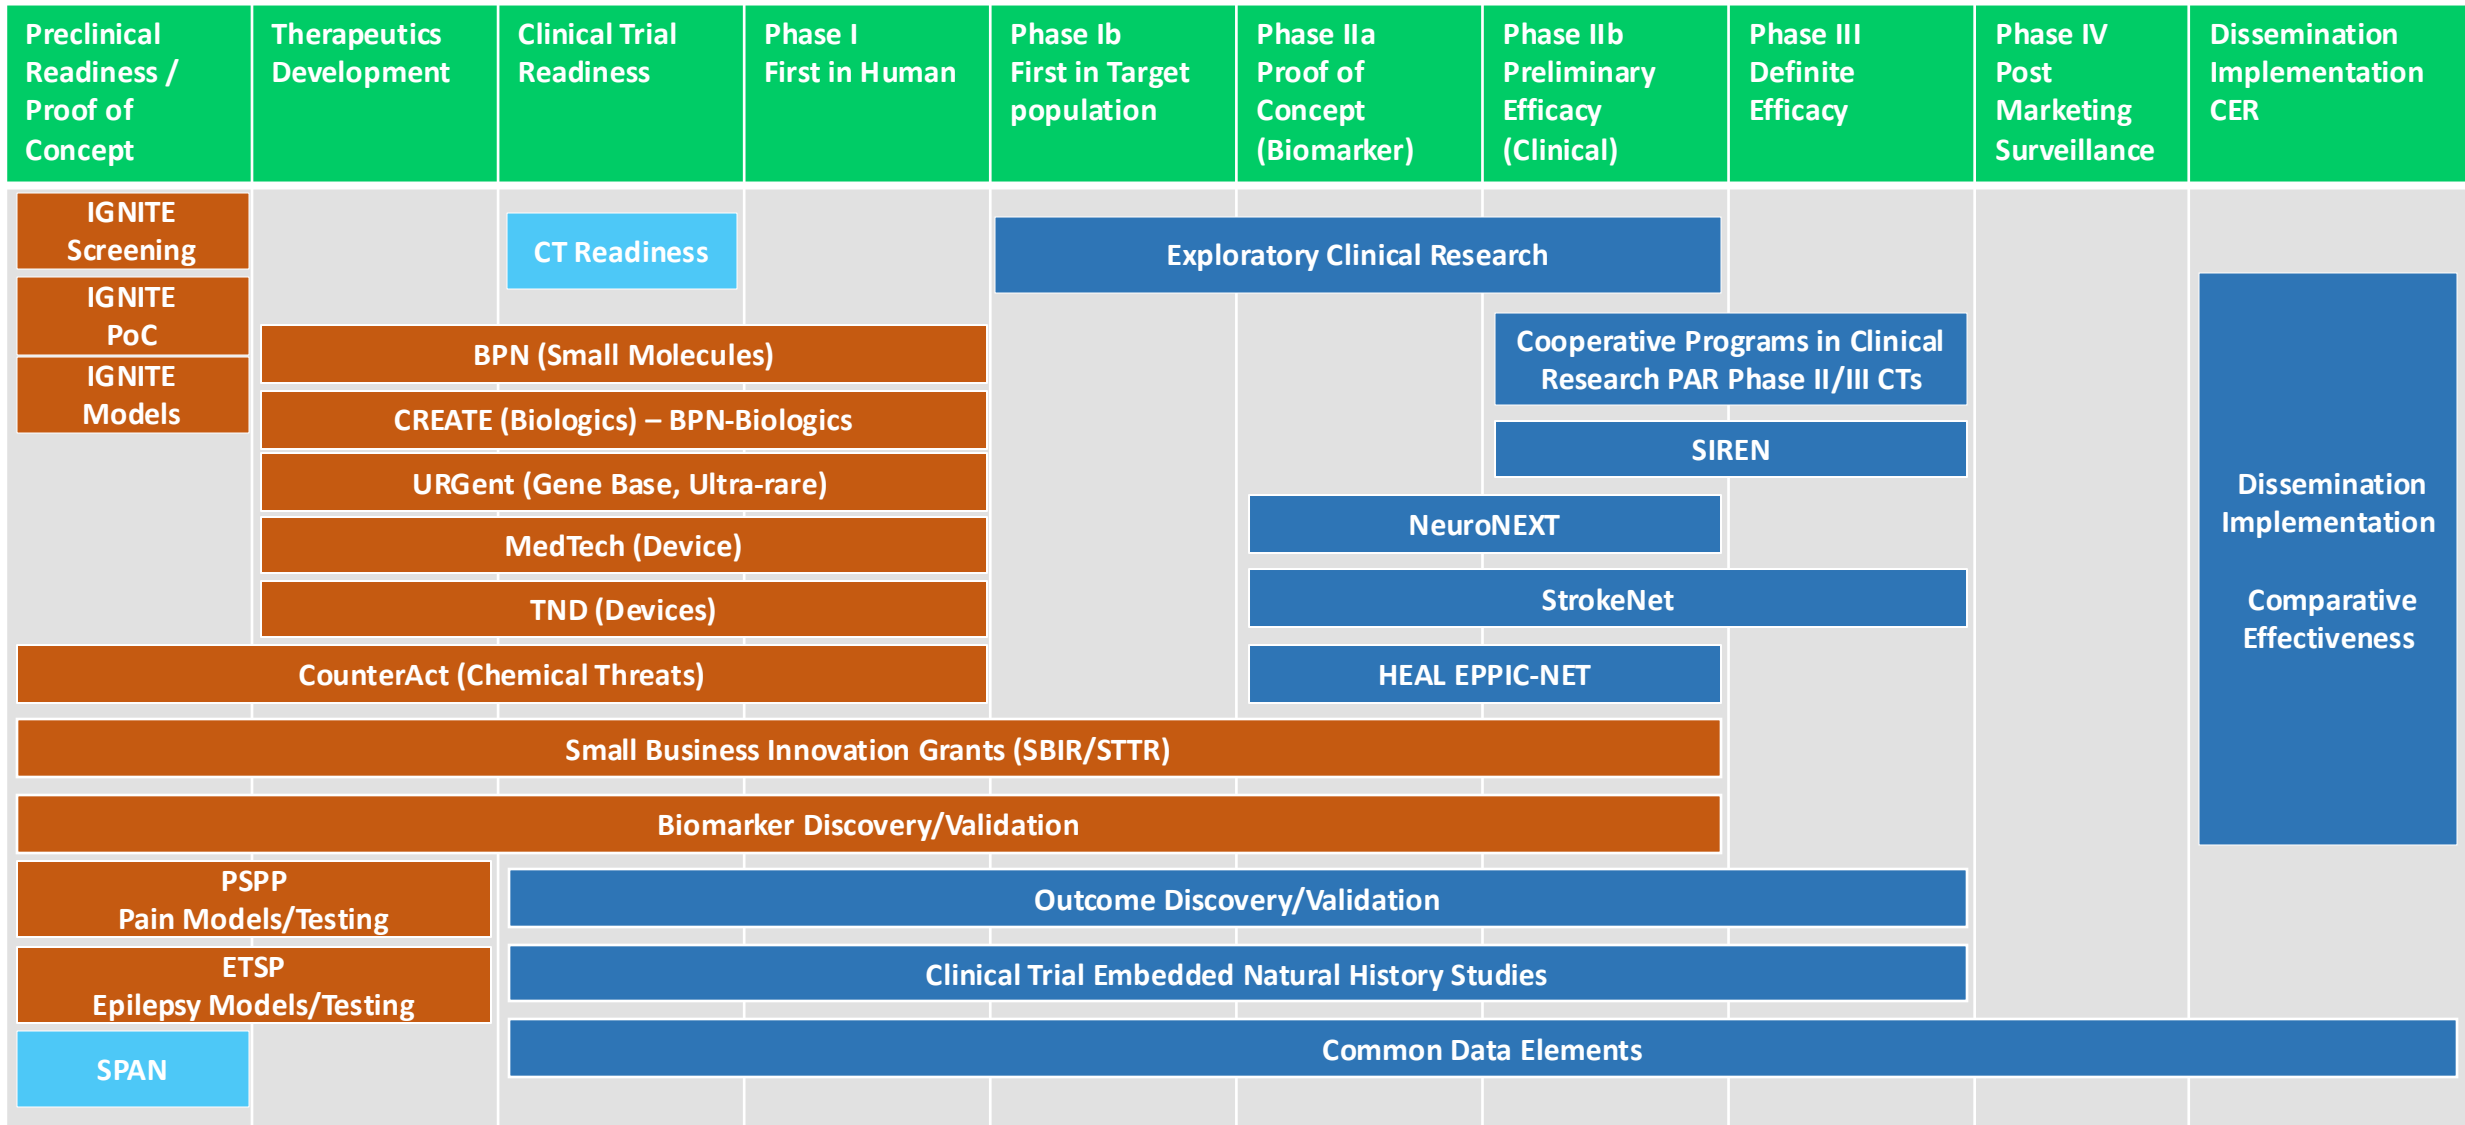 Preclinical
Readiness /
Proof of
Concept
Therapeutics
Development
Clinical Trial
Readiness
Phase I
First in Human
Phase Ib
First in Target
population
Phase IIa
Proof of
Concept
(Biomarker)
Phase IIb
Preliminary
Efficacy
(Clinical)
Phase III
Definite
Efficacy
Phase IV
Post
Marketing
Surveillance
Dissemination
Implementation
CER
IGNITE
Screening
CT Readiness
Exploratory Clinical Research
IGNITE
PoC
IGNITE
Models
BPN (Small Molecules)
Cooperative Programs in Clinical
Research PAR Phase II/III CTs
CREATE (Biologics) – BPN-Biologics
SIREN
URGent (Gene Base, Ultra-rare)
NeuroNEXT
MedTech (Device)
TND (Devices)
StrokeNet
CounterAct (Chemical Threats)
HEAL EPPIC-NET
Dissemination
Implementation
Comparative
Effectiveness
Small Business Innovation Grants (SBIR/STTR)
Biomarker Discovery/Validation
PSPP
Pain Models/Testing
Outcome Discovery/Validation
ETSP
Epilepsy Models/Testing
Clinical Trial Embedded Natural History Studies
SPAN
Common Data Elements